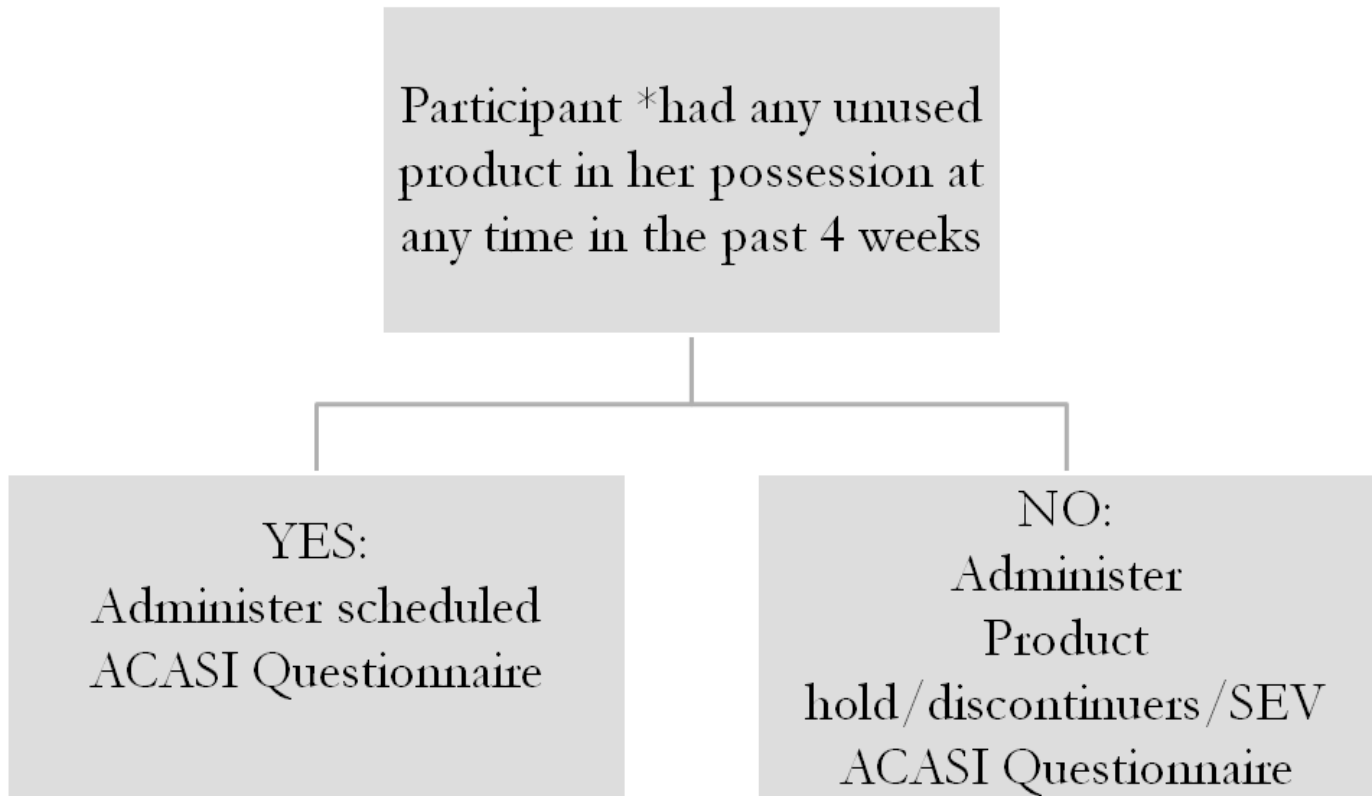 Participant *had any unused
product in her possession at
any time in the past 4 weeks
YES:
Administer scheduled
ACASI Questionnaire
NO:
Administer
Product
hold/discontinuers/SEV
ACASI Questionnaire